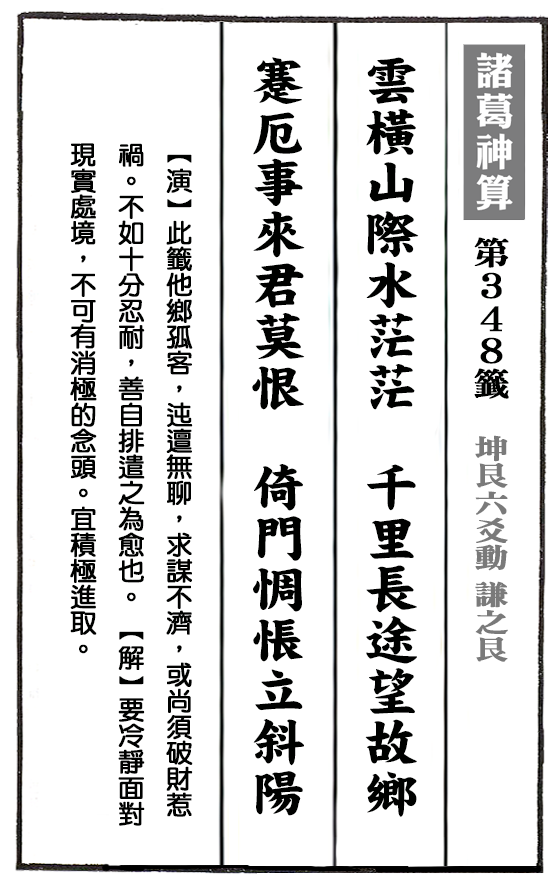 諸葛神算 第348籤 坤艮六爻動 謙之艮
雲橫山際水茫茫 千里長途望故鄉
蹇厄事來君莫恨 倚門惆悵立斜陽
【演】此籤他鄉孤客，迍邅無聊，求謀不濟，或尚須破財惹
禍。不如十分忍耐，善自排遣之為愈也。【解】要冷靜面對
現實處境，不可有消極的念頭。宜積極進取。